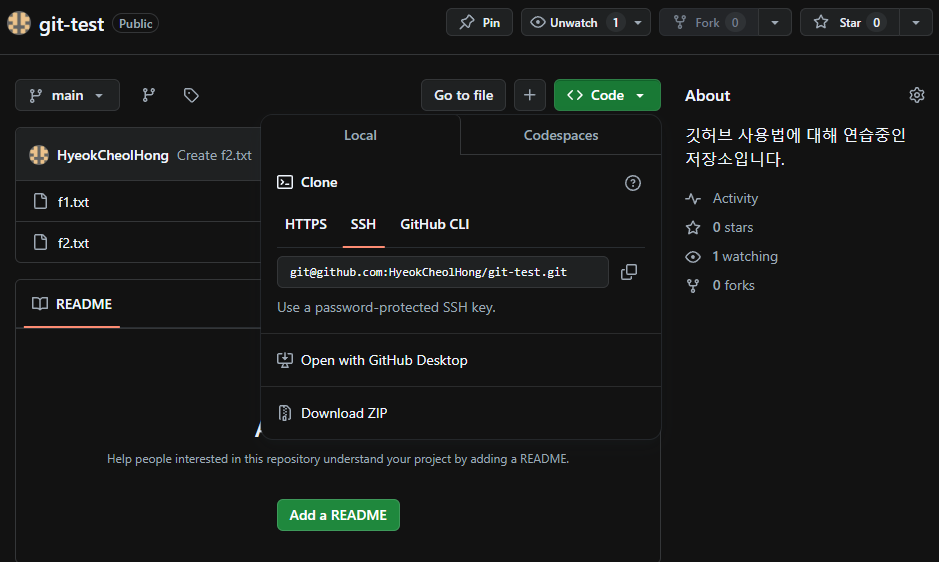 git-test Public
Pin
Unwatch 1
Fork 0
Star 0
main
Go to file
Code
HyeokCheolHong Create f2.txt
f1.txt
f2.txt
README
Local
Codespaces
Clone
HTTPS SSH GitHub CLI
git@github.com:HyeokCheolHong/git-test.git
Use a password-protected SSH key.
Open with GitHub Desktop
Download ZIP
Help people interested in this repository understand your project by adding a README.
Add a README
About
깃허브 사용법에 대해 연습중인
저장소입니다.
Activity
0 stars
1 watching
0 forks